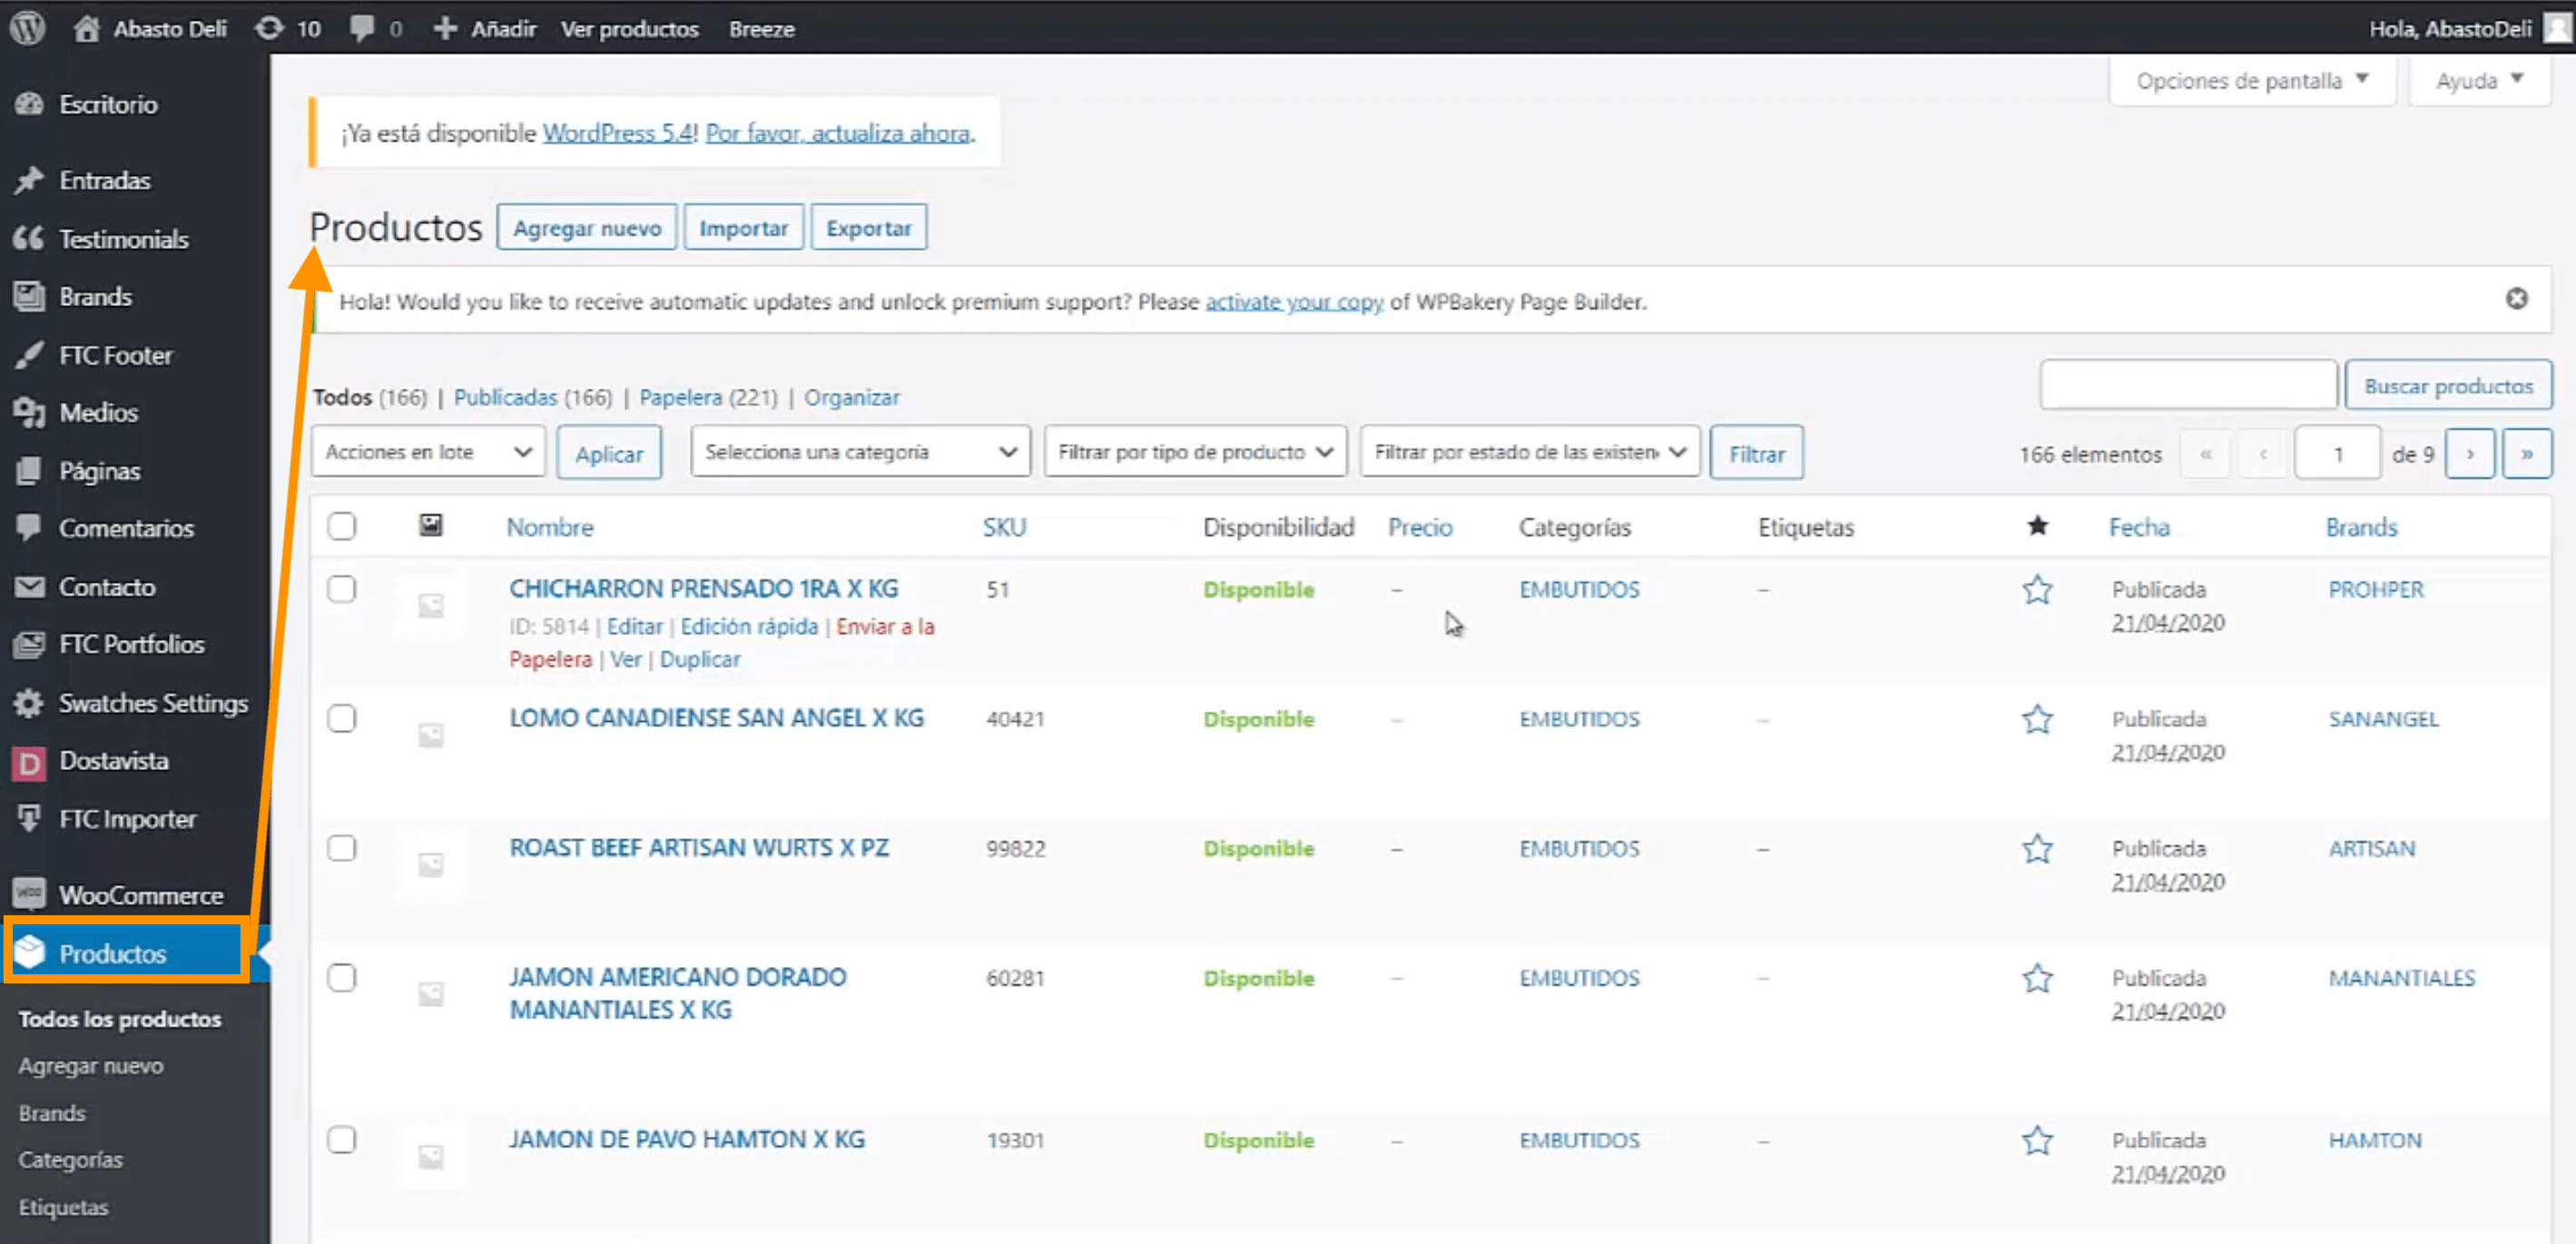 Abasto Deli 10 0 Añadir Ver productos Breeze Hola, AbastoDeli
Opciones de pantalla Ayuda
Escritorio
Entradas
Testimonials
Brands
FTC Footer
Medios
Páginas
Comentarios
Contacto
FTC Portfolios
Swatches Settings
D Dostavista
FTC Importer
WooCommerce
Productos
Todos los productos
Agregar nuevo
Brands
Categorías
Etiquetas
¡Ya está disponible WordPress 5.4! Por favor, actualiza ahora.
Productos Agregar nuevo Importar Exportar
Hola! Would you like to receive automatic updates and unlock premium support? Please activate your copy of WPBakery Page Builder.
Todos (166) | Publicadas (166) | Papelera (221) | Organizar
Buscar productos
Acciones en lote Aplicar Selecciona una categoría Filtrar por tipo de producto Filtrar por estado de las existen Filtrar 166 elementos « ‹ 1 de 9 › »
Nombre SKU Disponibilidad Precio Categorías Etiquetas Fecha Brands
CHICHARRON PRENSADO 1RA X KG 51 Disponible – EMBUTIDOS – Publicada PROHPER
ID: 5814 | Editar | Edición rápida | Enviar a la 21/04/2020
Papelera | Ver | Duplicar
LOMO CANADIENSE SAN ANGEL X KG 40421 Disponible – EMBUTIDOS – Publicada SANANGEL
21/04/2020
ROAST BEEF ARTISAN WURTS X PZ 99822 Disponible – EMBUTIDOS – Publicada ARTISAN
21/04/2020
JAMON AMERICANO DORADO 60281 Disponible – EMBUTIDOS – Publicada MANANTIALES
MANANTIALES X KG 21/04/2020
JAMON DE PAVO HAMTON X KG 19301 Disponible – EMBUTIDOS – Publicada HAMTON
21/04/2020